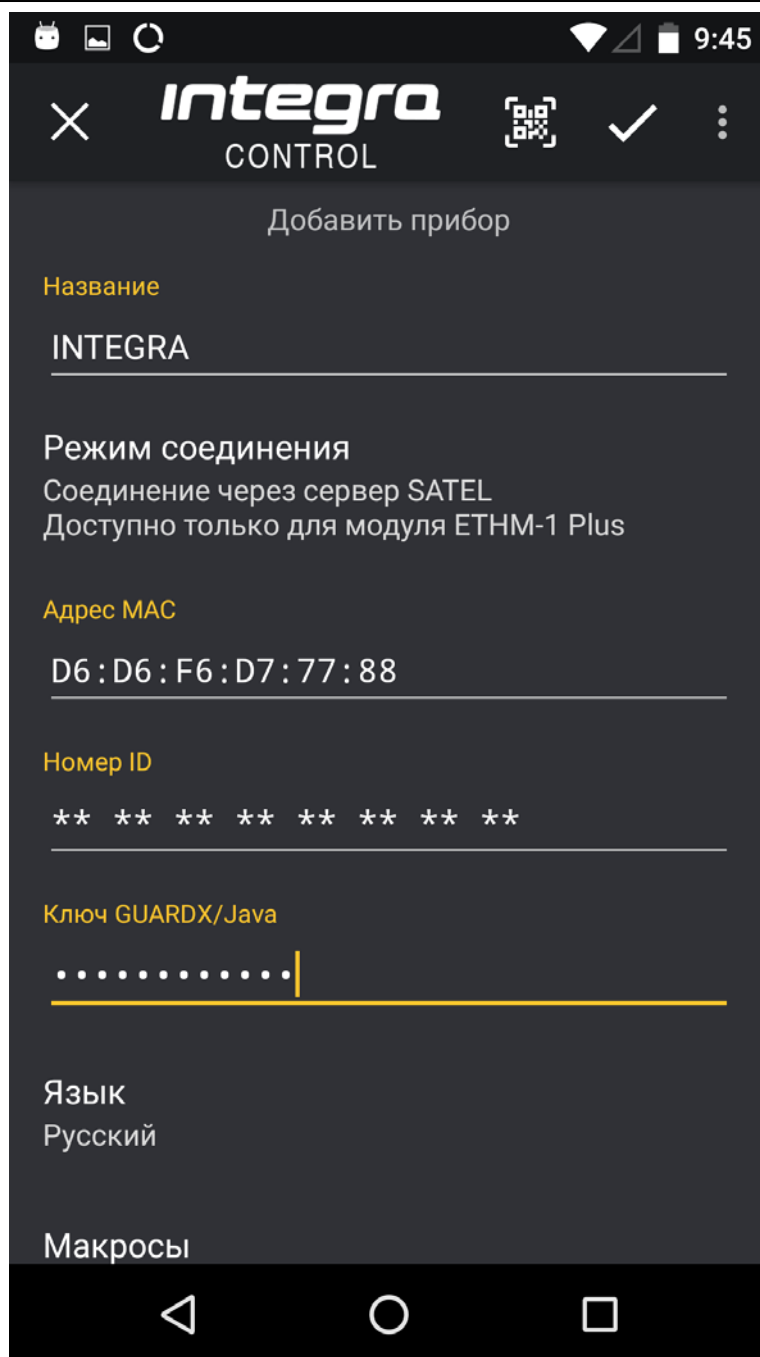 9:45
Integra
CONTROL
Добавить прибор
Название
INTEGRA
Режим соединения
Соединение через сервер SATEL
Доступно только для модуля ETHM-1 Plus
Адрес MAC
D6:D6:F6:D7:77:88
Номер ID
** ** ** ** ** ** ** **
Ключ GUARDX/Java
••••••••••••
Язык
Русский
Макросы